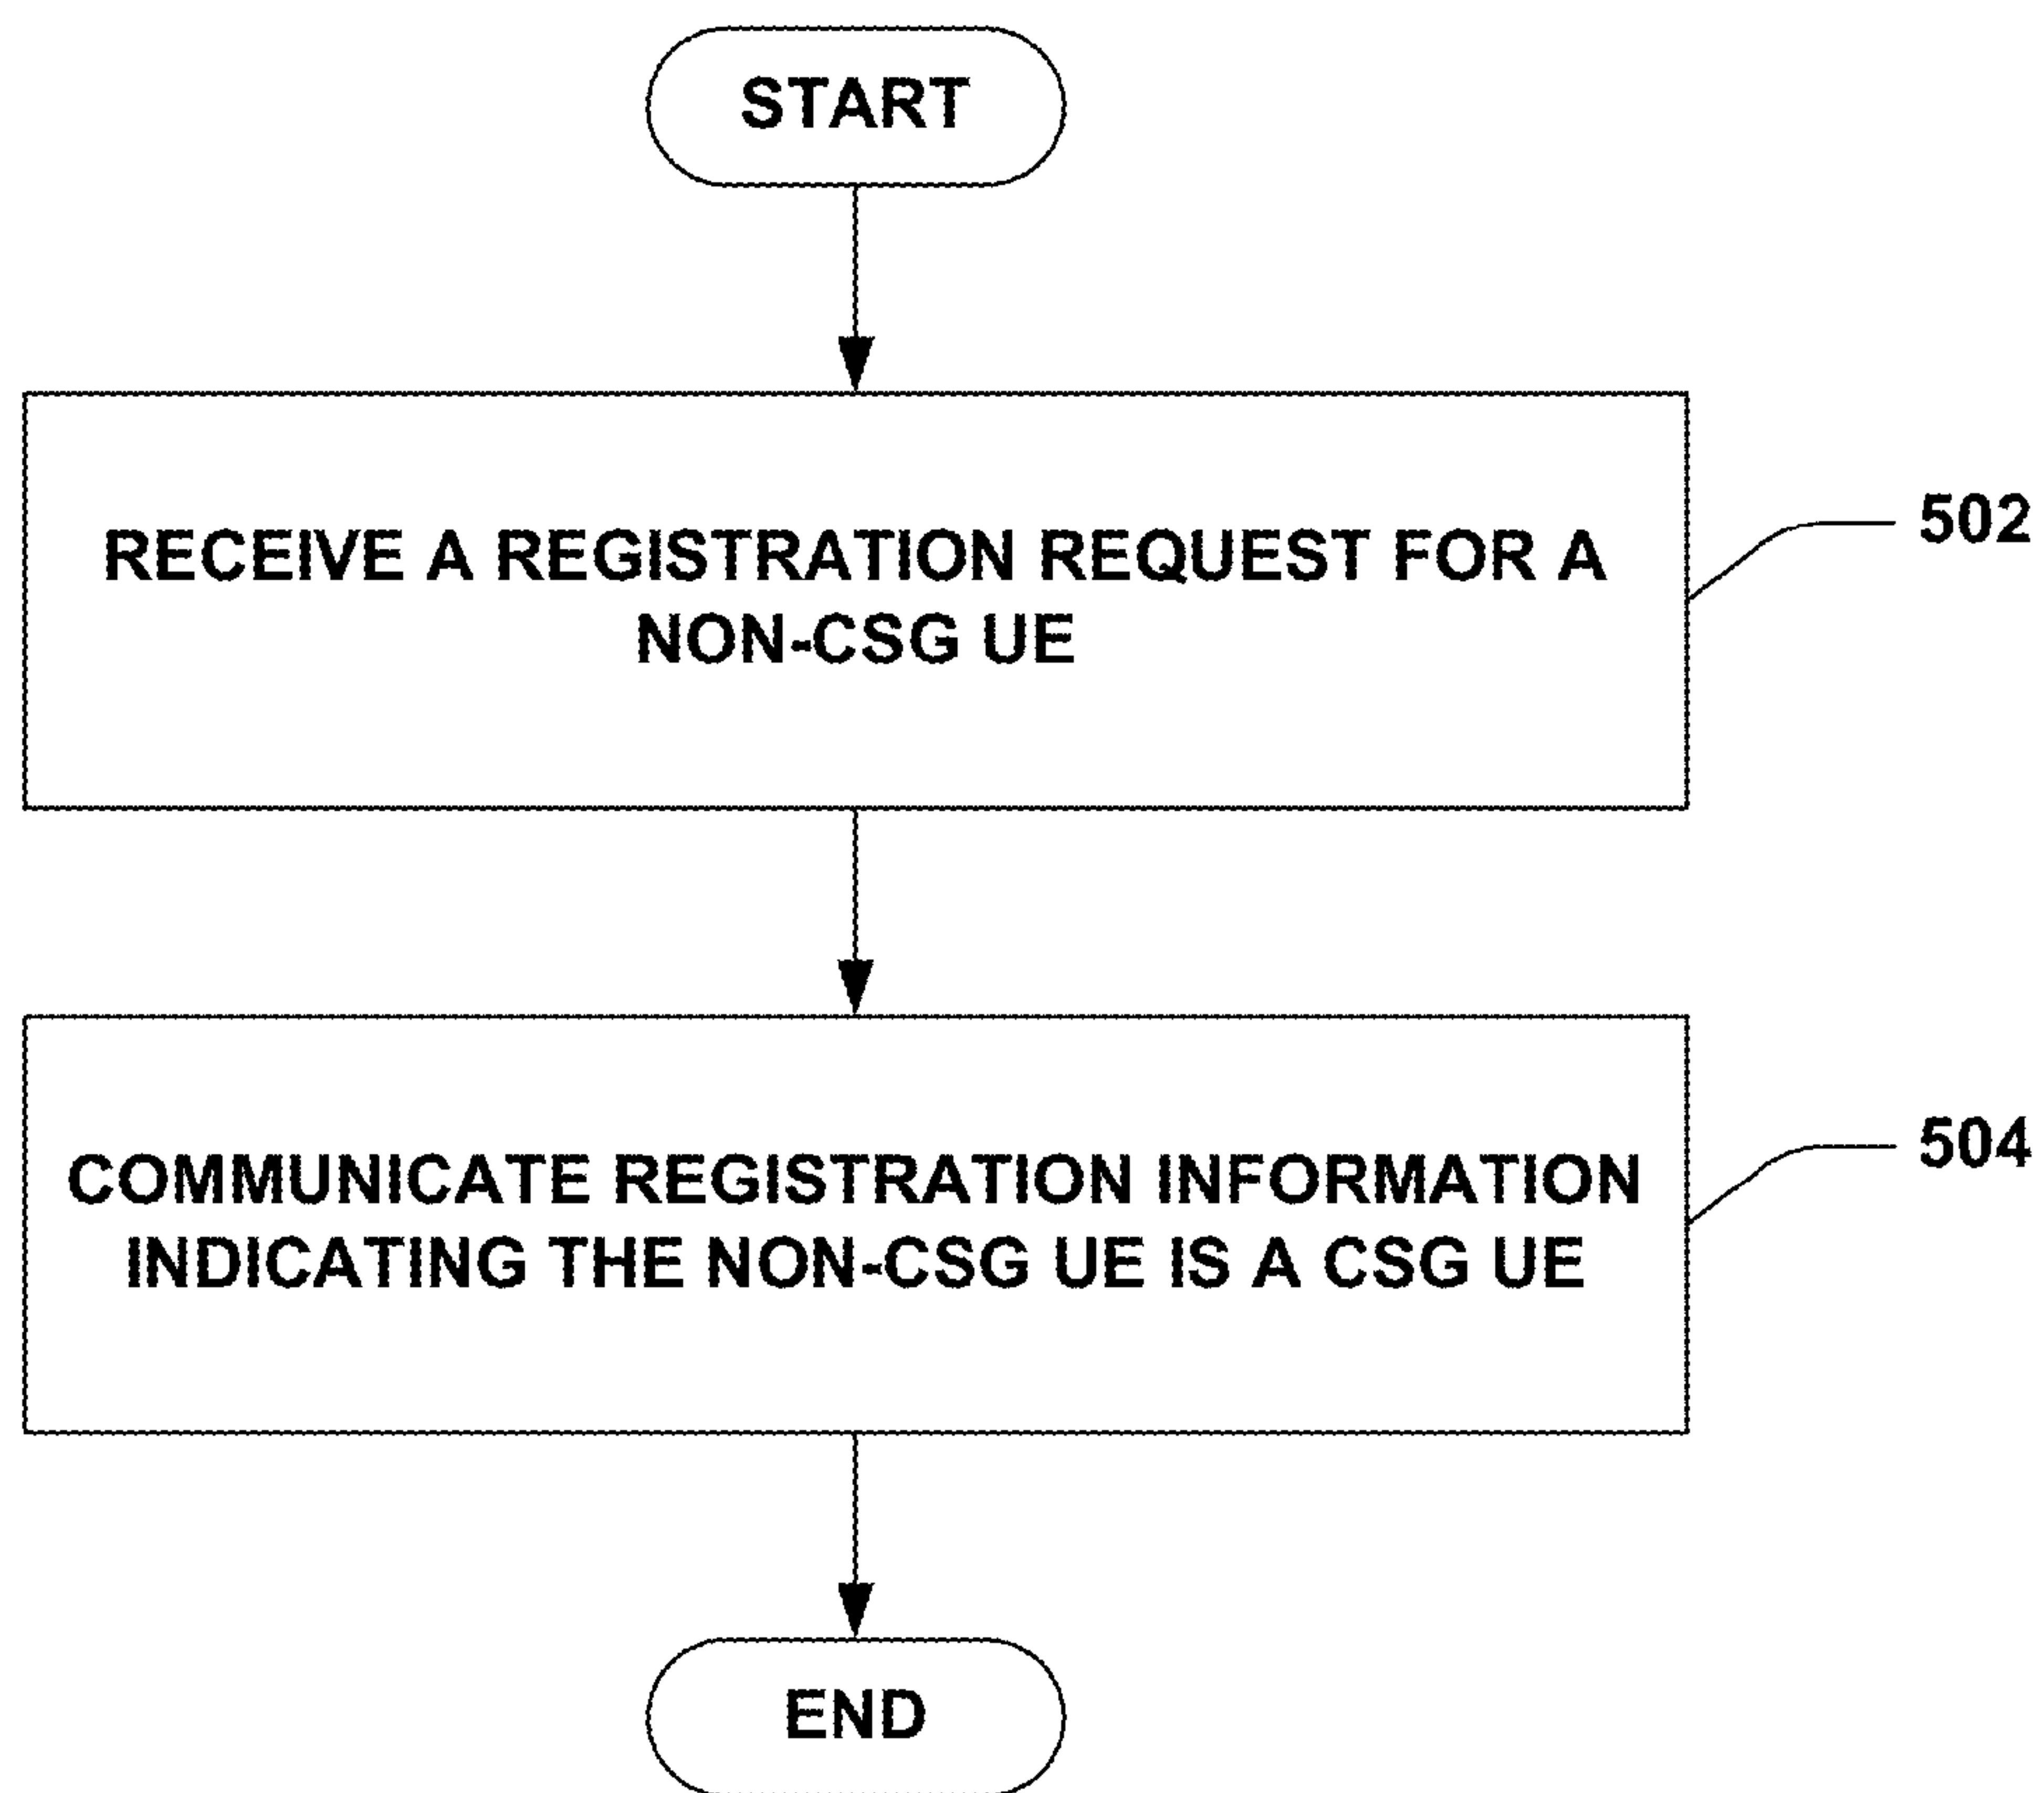 START
RECEIVE A REGISTRATION REQUEST FOR A
NON-CSG UE
502
COMMUNICATE REGISTRATION INFORMATION
INDICATING THE NON-CSG UE IS A CSG UE
504
END